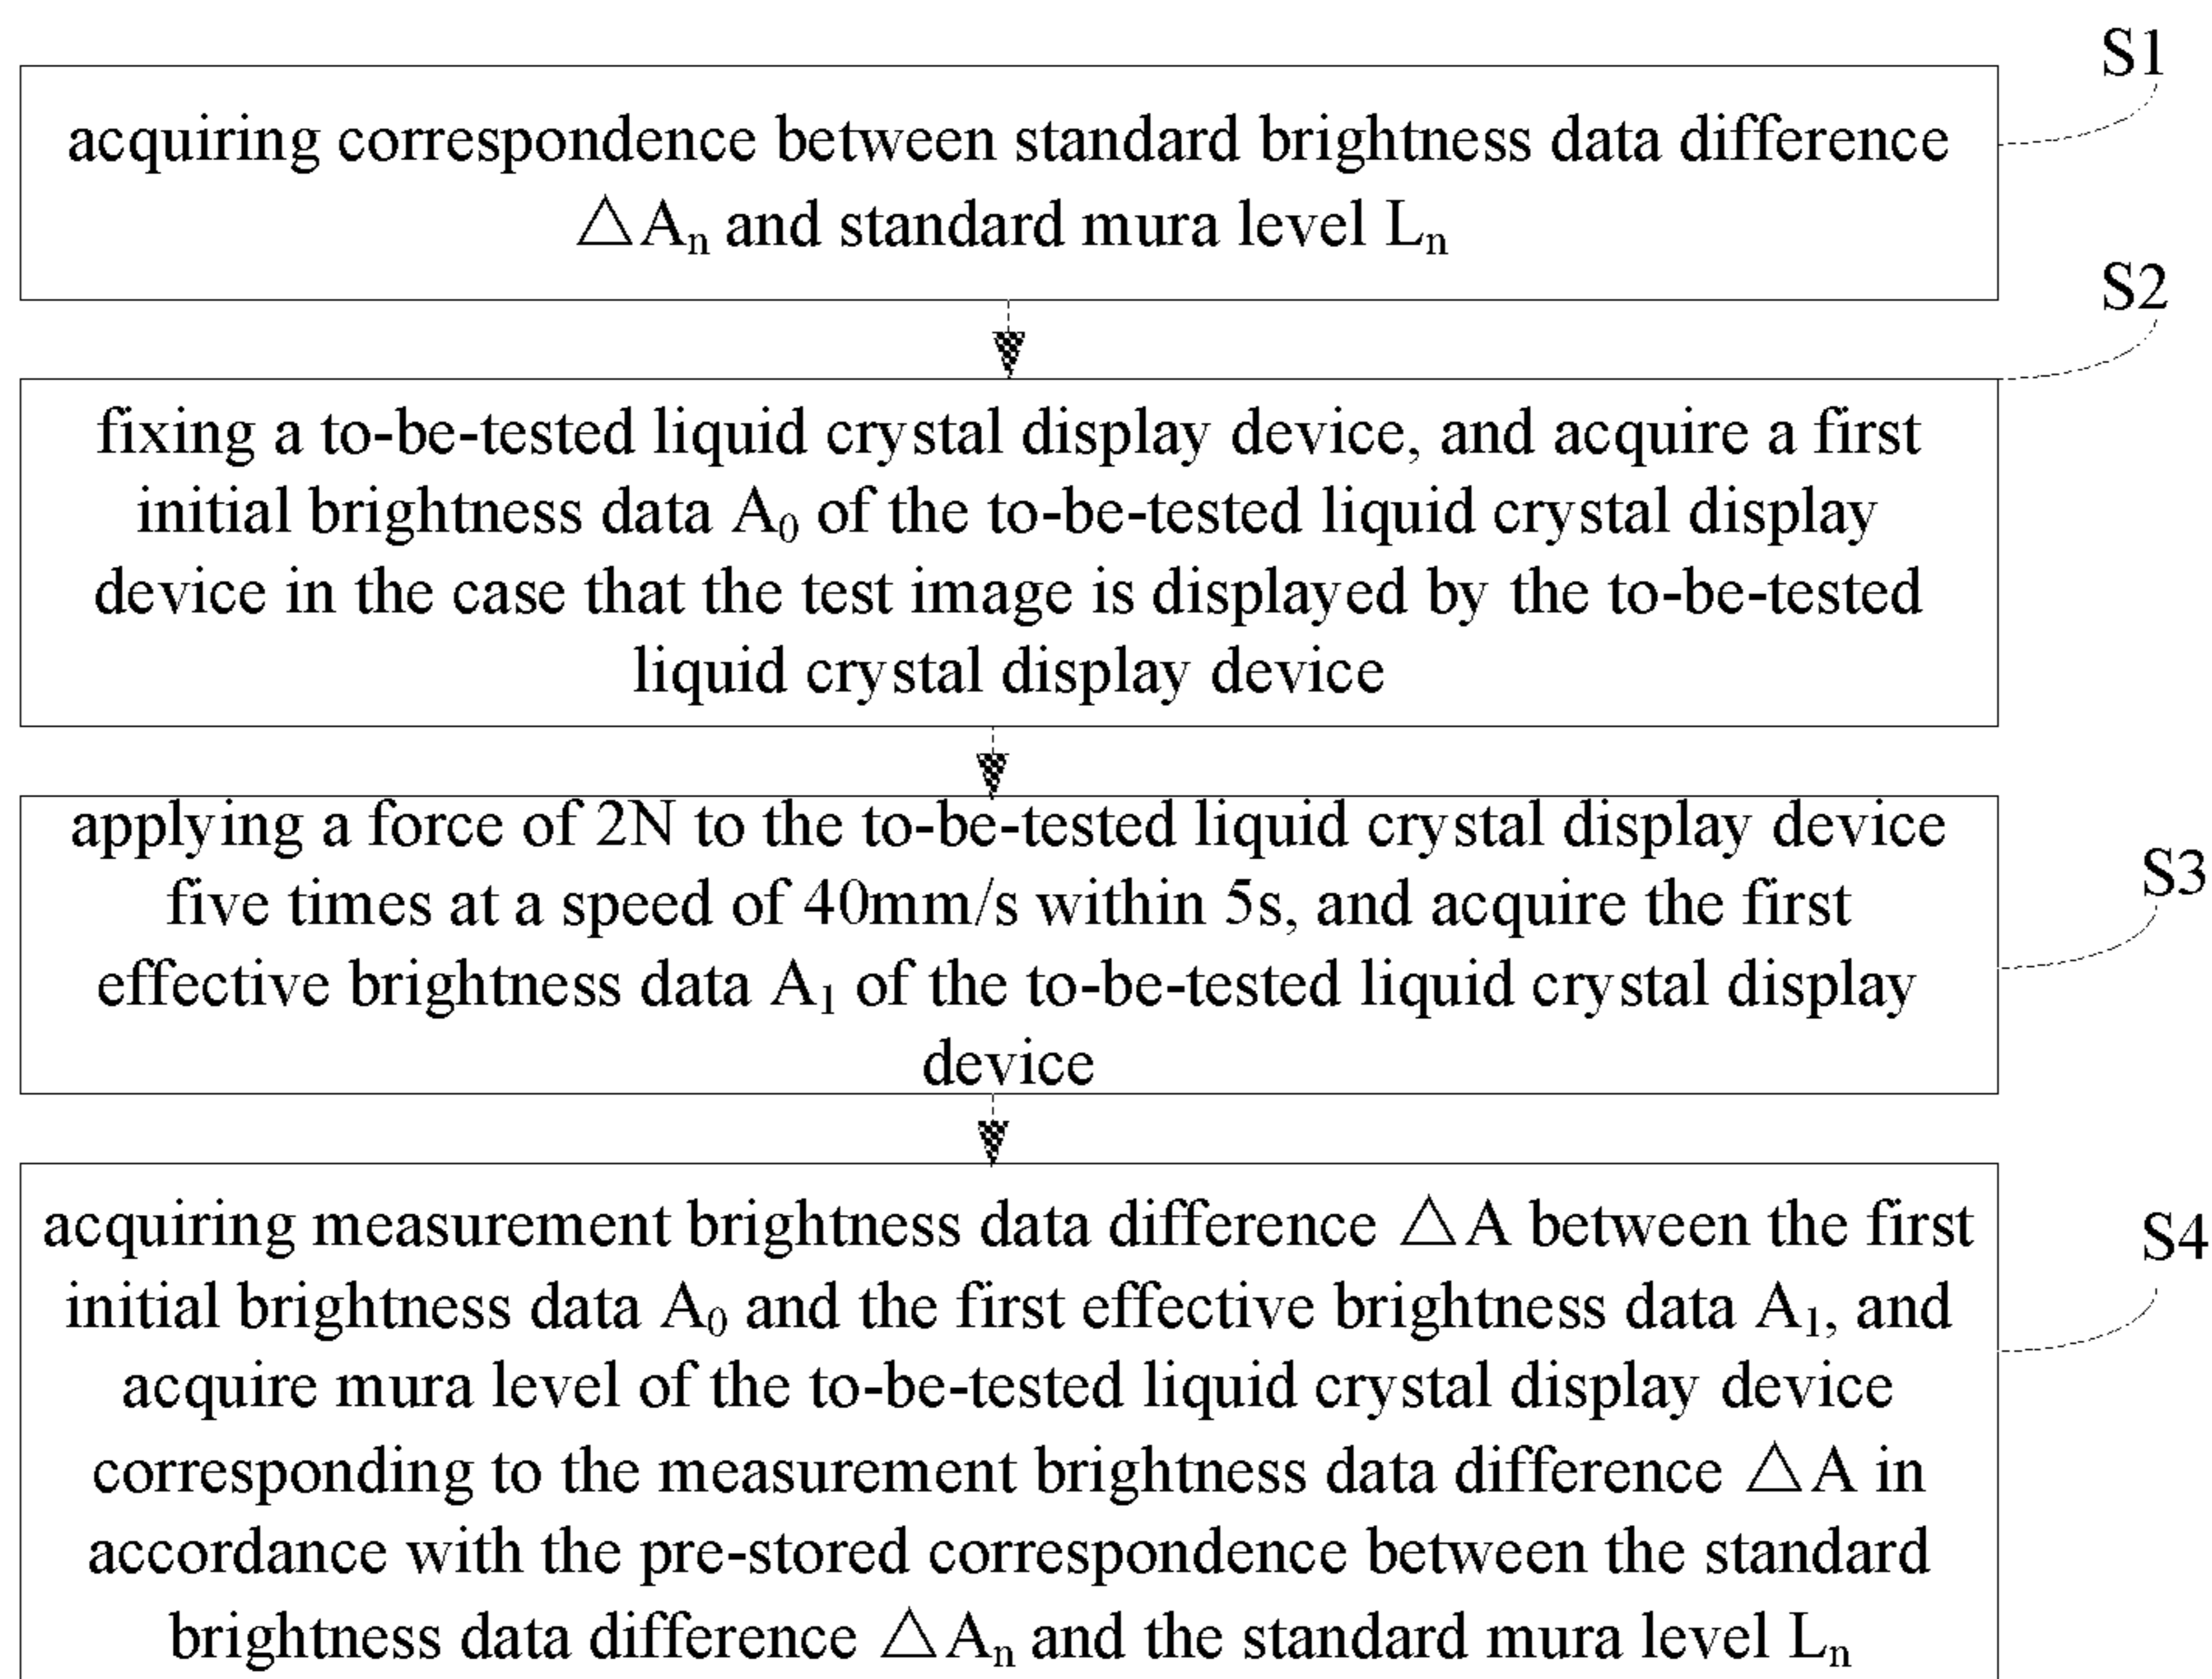 S1
acquiring correspondence between standard brightness data difference
△Aₙ and standard mura level Lₙ
S2
fixing a to-be-tested liquid crystal display device, and acquire a first
initial brightness data A₀ of the to-be-tested liquid crystal display
device in the case that the test image is displayed by the to-be-tested
liquid crystal display device
applying a force of 2N to the to-be-tested liquid crystal display device
five times at a speed of 40mm/s within 5s, and acquire the first
effective brightness data A₁ of the to-be-tested liquid crystal display
device
S3
acquiring measurement brightness data difference △A between the first
initial brightness data A₀ and the first effective brightness data A₁, and
acquire mura level of the to-be-tested liquid crystal display device
corresponding to the measurement brightness data difference △A in
accordance with the pre-stored correspondence between the standard
brightness data difference △Aₙ and the standard mura level Lₙ
S4